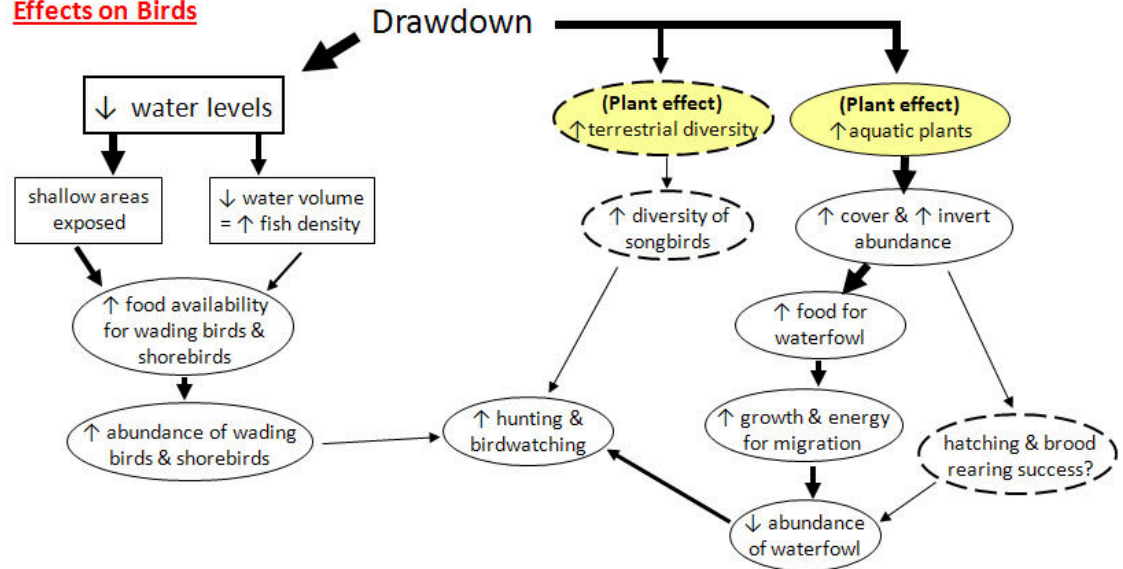 Effects on Birds
Drawdown
↓ water levels
(Plant effect)
↑terrestrial diversity
(Plant effect)
↑aquatic plants
shallow areas
exposed
↓ water volume
= ↑ fish density
↑ diversity of
songbirds
↑ cover & ↑ invert
abundance
↑ food availability
for wading birds &
shorebirds
↑ food for
waterfowl
↑ abundance of wading
birds & shorebirds
↑ hunting &
birdwatching
↑ growth & energy
for migration
hatching & brood
rearing success?
↓ abundance
of waterfowl